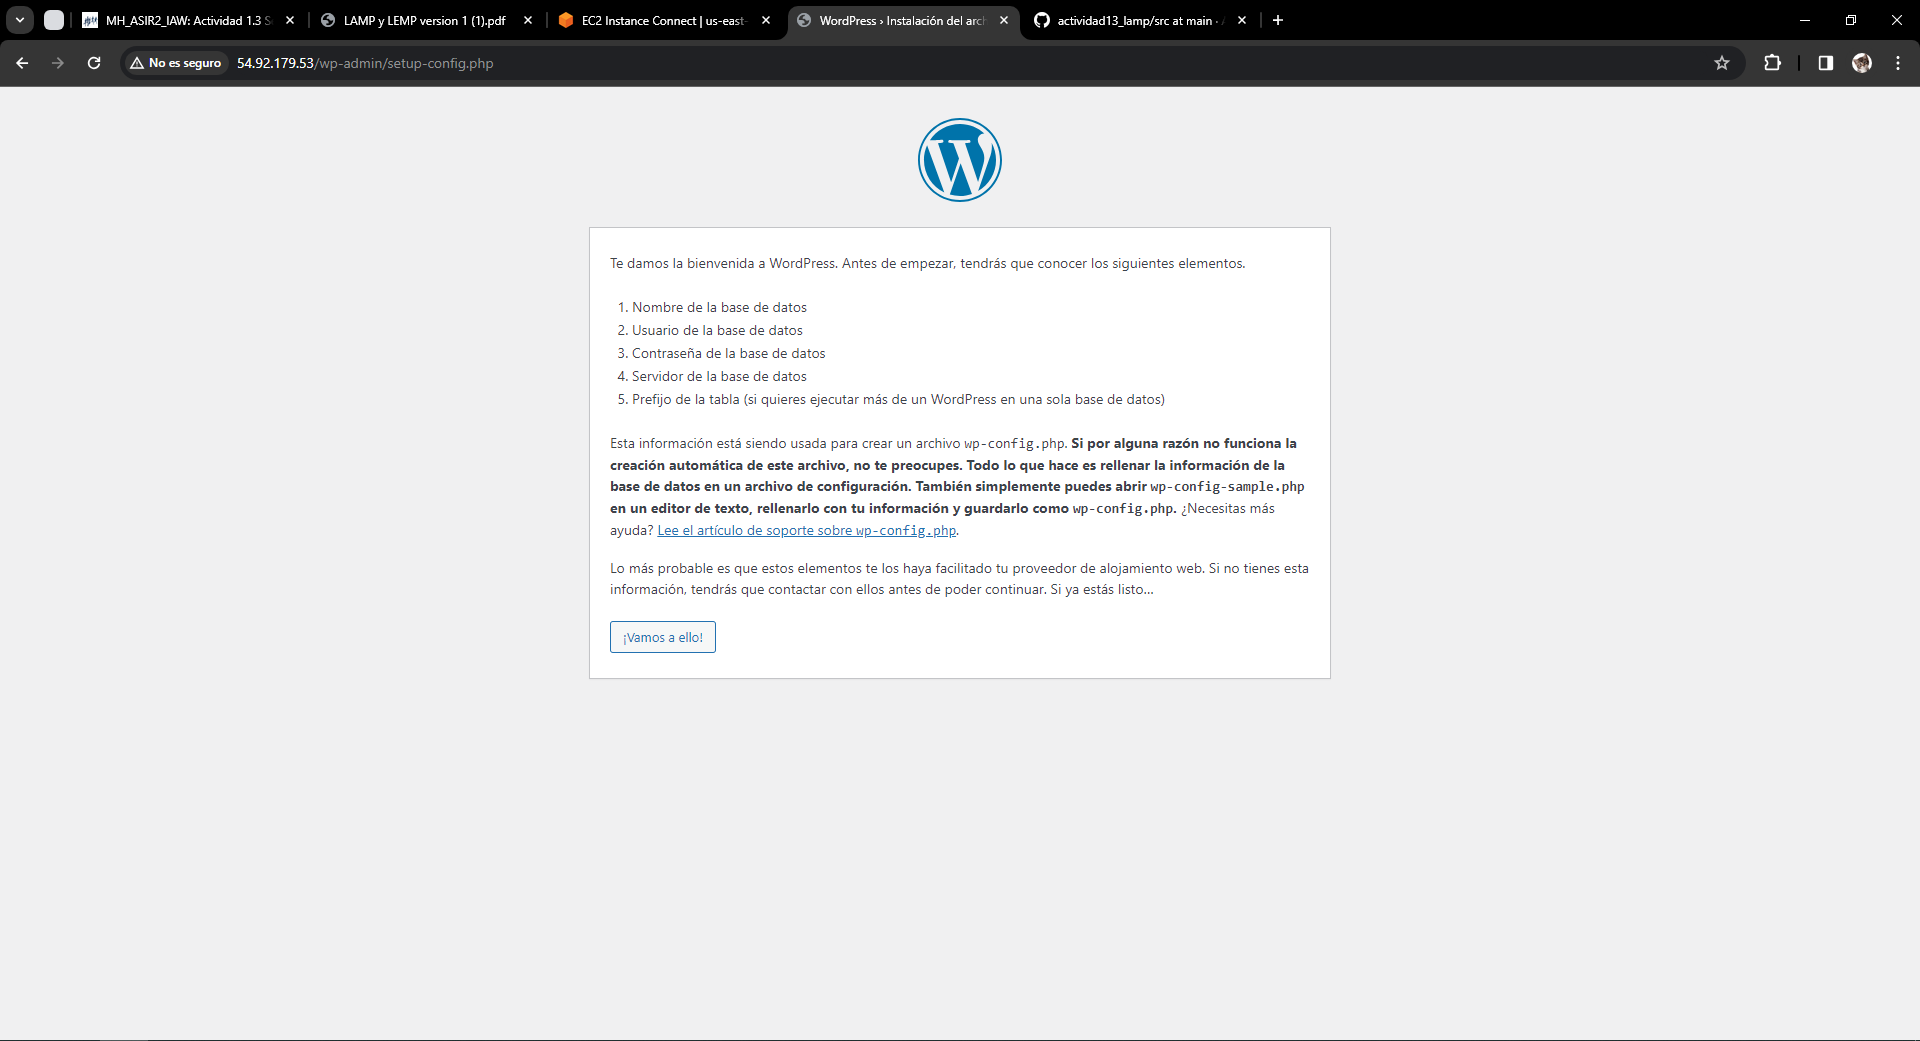 MH_ASIR2_IAW: Actividad 1.3
LAMP y LEMP version 1 (1).pdf
EC2 Instance Connect | us-east-
WordPress › Instalación del arc
actividad13_lamp/src at main ·
No es seguro
54.92.179.53/wp-admin/setup-config.php
Te damos la bienvenida a WordPress. Antes de empezar, tendrás que conocer los siguientes elementos.
1. Nombre de la base de datos
2. Usuario de la base de datos
3. Contraseña de la base de datos
4. Servidor de la base de datos
5. Prefijo de la tabla (si quieres ejecutar más de un WordPress en una sola base de datos)
Esta información está siendo usada para crear un archivo wp-config.php. Si por alguna razón no funciona la
creación automática de este archivo, no te preocupes. Todo lo que hace es rellenar la información de la
base de datos en un archivo de configuración. También simplemente puedes abrir wp-config-sample.php
en un editor de texto, rellenarlo con tu información y guardarlo como wp-config.php. ¿Necesitas más
ayuda? Lee el artículo de soporte sobre wp-config.php.
Lo más probable es que estos elementos te los haya facilitado tu proveedor de alojamiento web. Si no tienes esta
información, tendrás que contactar con ellos antes de poder continuar. Si ya estás listo...
¡Vamos a ello!